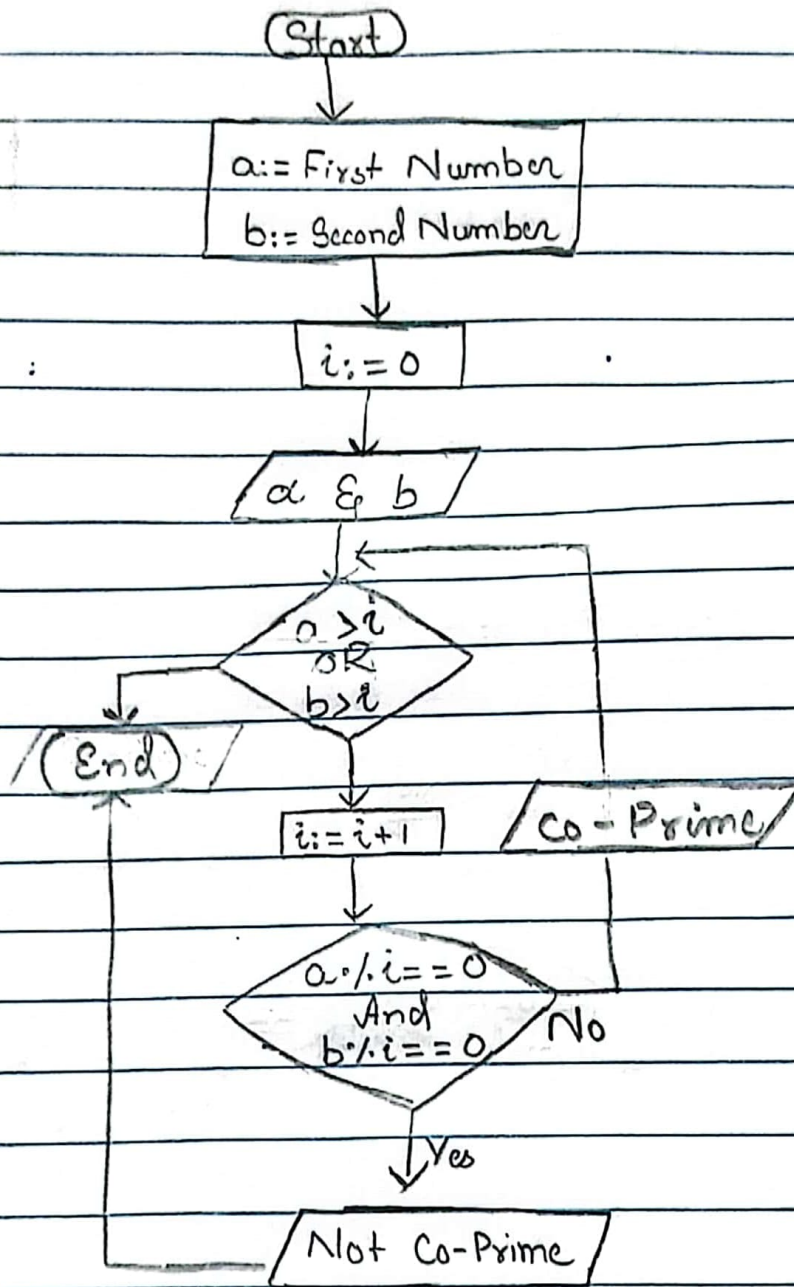 Start
a:= First Number
b:= Second Number
i:= 0
a & b
a > i
OR
b > i
(End)
i:= i+1
Co-Prime
a % i == 0
And
b % i == 0
No
Yes
Not Co-Prime